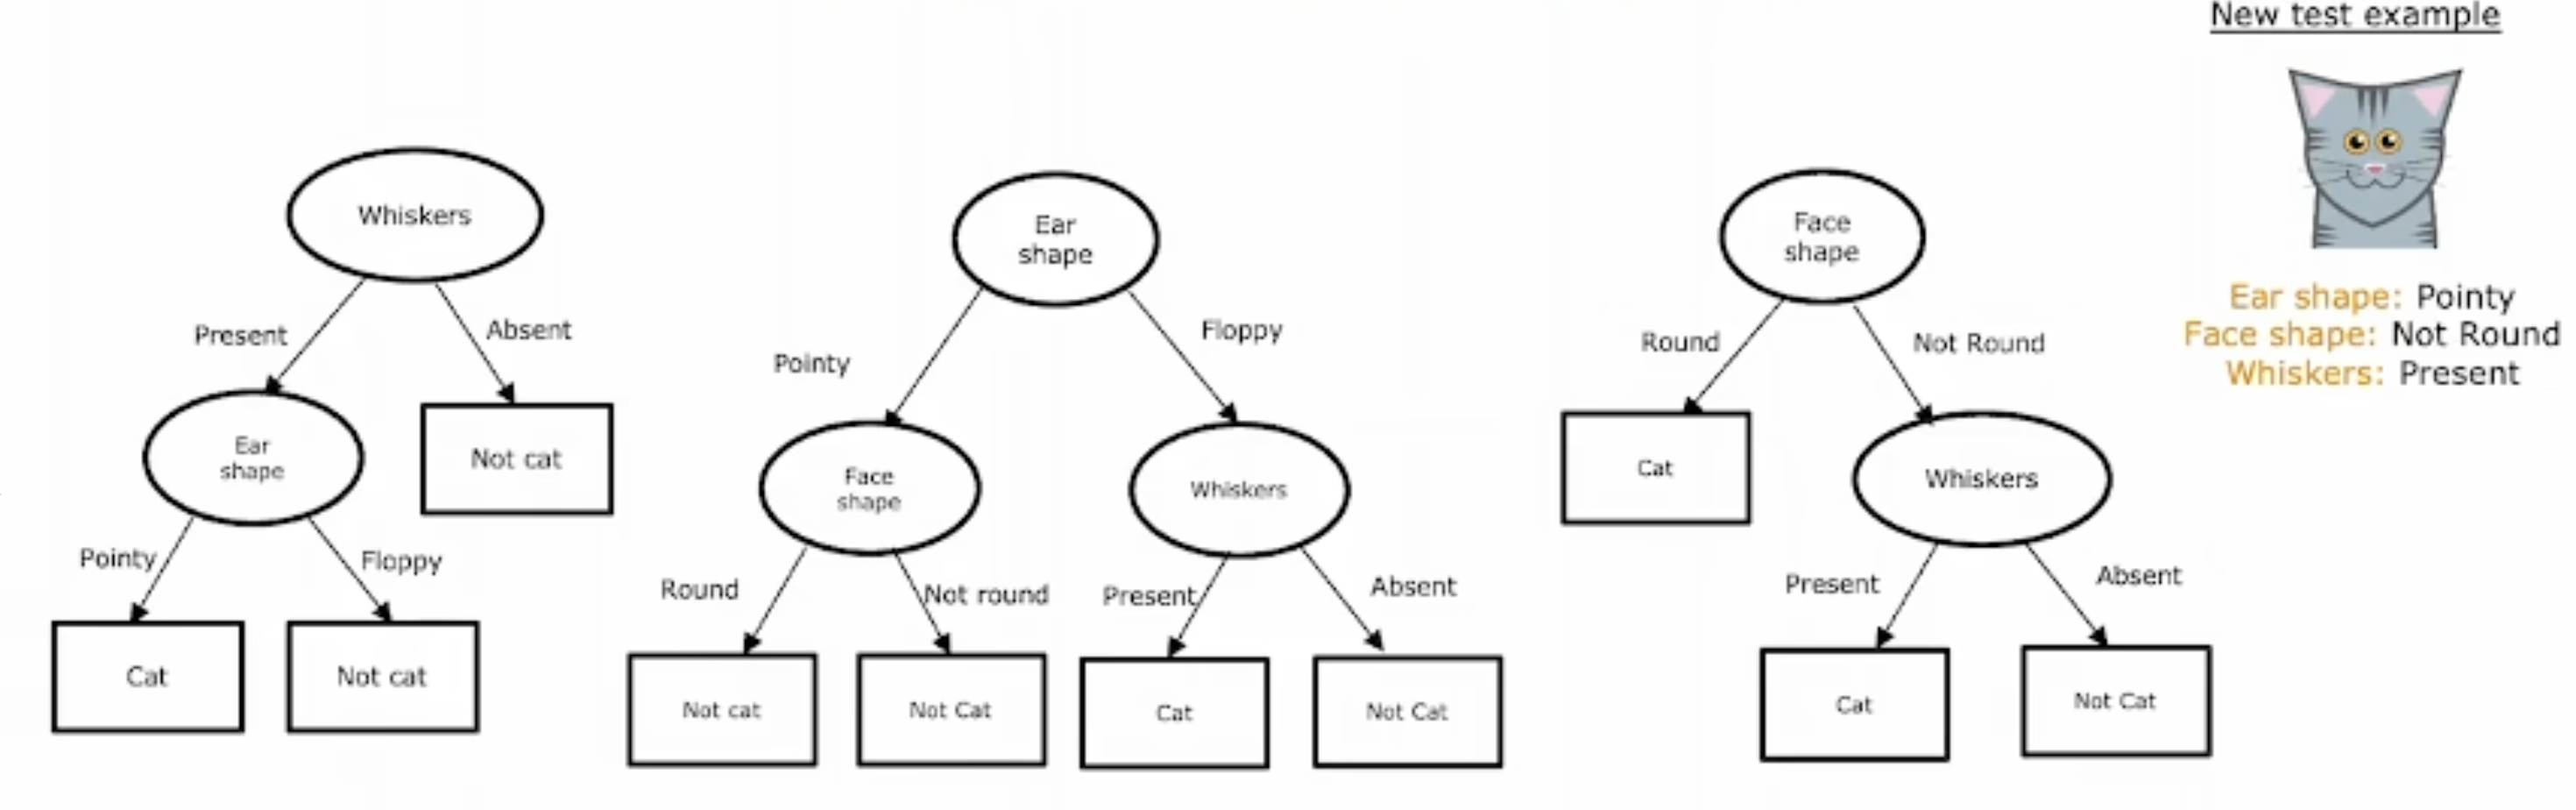 New test example
Whiskers
Present
Absent
Ear
shape
Not cat
Pointy
Floppy
Cat
Not cat
Ear
shape
Pointy
Floppy
Face
shape
Whiskers
Round
Not round
Present
Absent
Not cat
Not Cat
Cat
Not Cat
Face
shape
Round
Not Round
Cat
Whiskers
Present
Absent
Cat
Not Cat
Ear shape: Pointy
Face shape: Not Round
Whiskers: Present